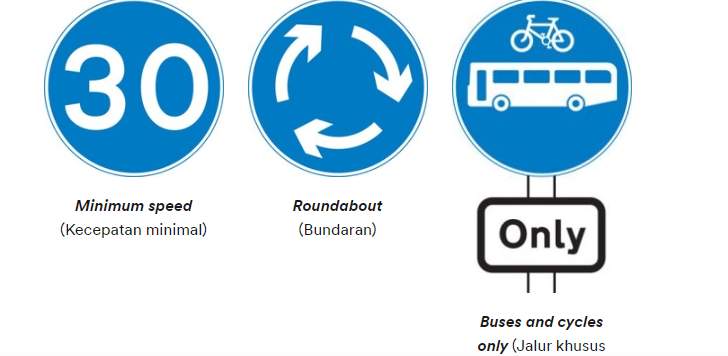 30
Minimum speed
(Kecepatan minimal)
Roundabout
(Bundaran)
Only
Buses and cycles
only (Jalur khusus